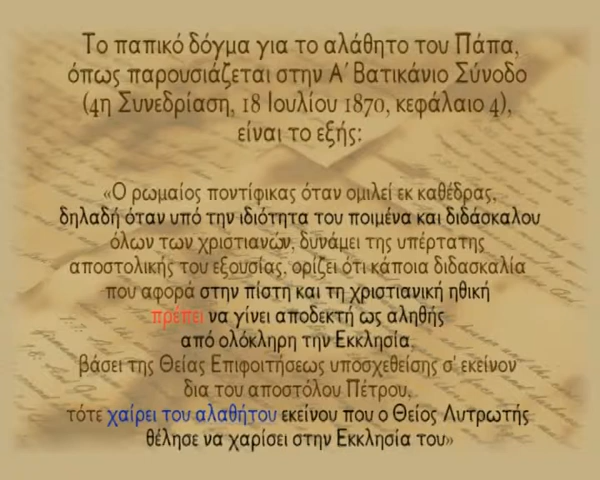 Το παπικό δόγμα για το αλάθητο του Πάπα,
όπως παρουσιάζεται στην Α΄ Βατικάνιο Σύνοδο
(4η Συνεδρίαση, 18 Ιουλίου 1870, κεφάλαιο 4),
είναι το εξής:
«Ο ρωμαίος ποντίφικας όταν ομιλεί εκ καθέδρας,
δηλαδή όταν υπό την ιδιότητα του ποιμένα και διδάσκαλου
όλων των χριστιανών, δυνάμει της υπέρτατης
αποστολικής του εξουσίας, ορίζει ότι κάποια διδασκαλία
που αφορά στην πίστη και τη χριστιανική ηθική
πρέπει να γίνει αποδεκτή ως αληθής
από ολόκληρη την Εκκλησία,
βάσει της Θείας Επιφοιτήσεως υποσχεθείσης σ' εκείνον
δια του αποστόλου Πέτρου,
τότε χαίρει του αλαθήτου εκείνου που ο Θείος Λυτρωτής
θέλησε να χαρίσει στην Εκκλησία του»